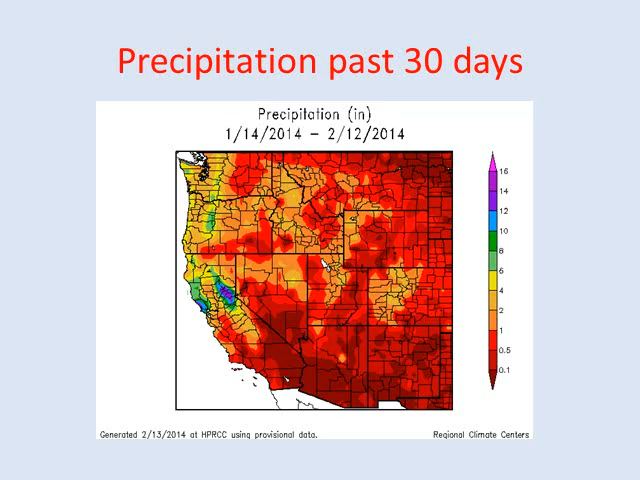 Precipitation past 30 days
Precipitation (in)
1/14/2014 – 2/12/2014
16
14
12
10
8
6
4
2
1
0.5
0.1
Generated 2/13/2014 at HPRCC using provisional data.
Regional Climate Centers